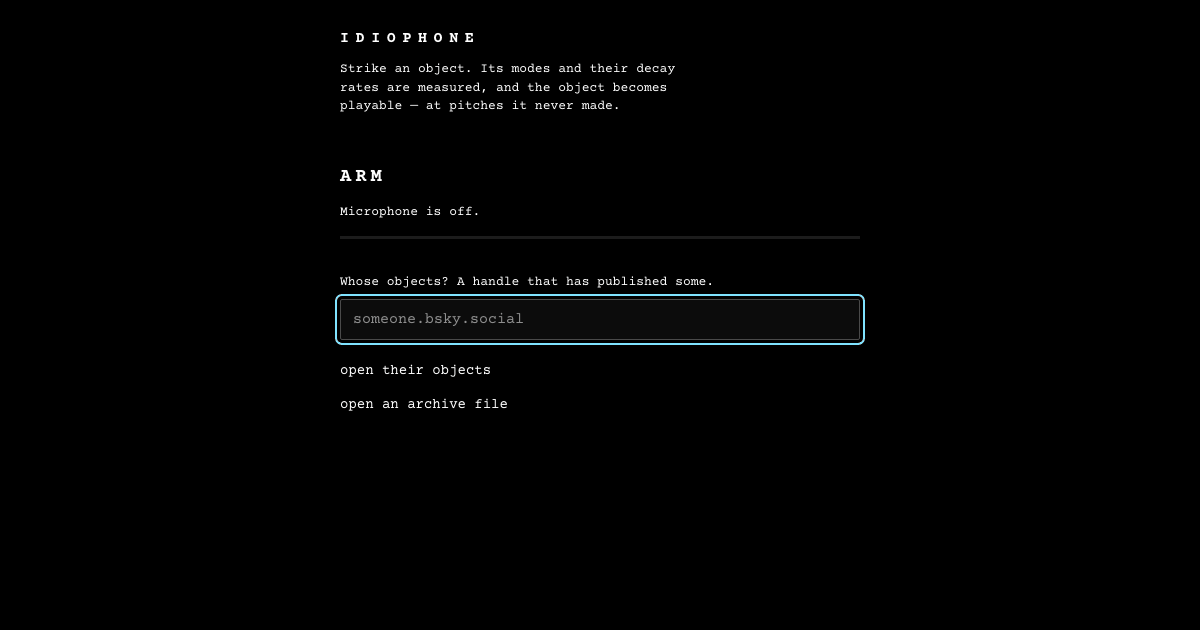 IDIOPHONE
Strike an object. Its modes and their decay
rates are measured, and the object becomes
playable — at pitches it never made.
ARM
Microphone is off.
Whose objects? A handle that has published some.
someone.bsky.social
open their objects
open an archive file